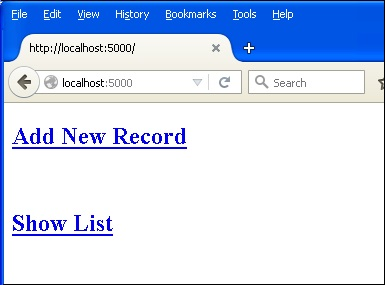 File Edit View History Bookmarks Tools Help
http://localhost:5000/
localhost:5000 Search
Add New Record
Show List